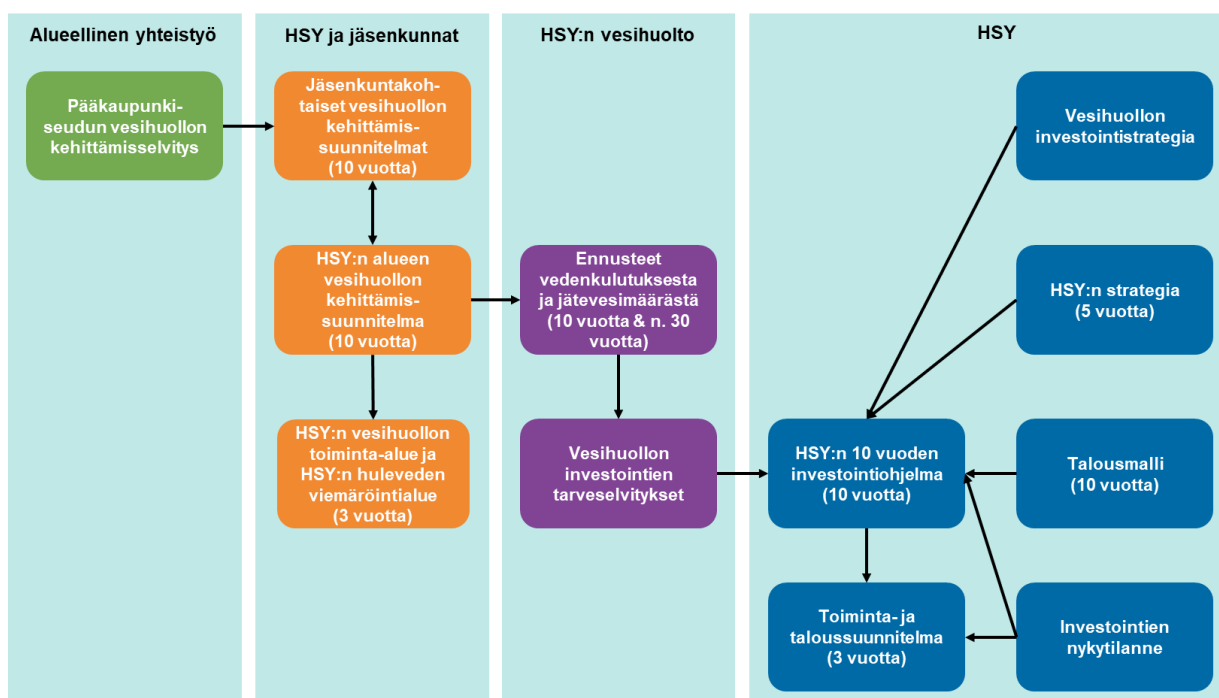 Alueellinen yhteistyö
Pääkaupunki-
seudun vesihuollon
kehittämisselvitys
HSY ja jäsenkunnat
Jäsenkuntakoh-
taiset vesihuollon
kehittämis-
suunnitelmat
(10 vuotta)
HSY:n alueen
vesihuollon
kehittämis-
suunnitelma
(10 vuotta)
HSY:n vesihuollon
toiminta-alue ja
HSY:n huleveden
viemäröintialue
(3 vuotta)
HSY:n vesihuolto
Ennusteet
vedenkulutuksesta
ja jätevesimäärästä
(10 vuotta & n. 30
vuotta)
Vesihuollon
investointien
tarveselvitykset
HSY
Vesihuollon
investointistrategia
HSY:n strategia
(5 vuotta)
HSY:n 10 vuoden
investointiohjelma
(10 vuotta)
Talousmalli
(10 vuotta)
Toiminta- ja
taloussuunnitelma
(3 vuotta)
Investointien
nykytilanne